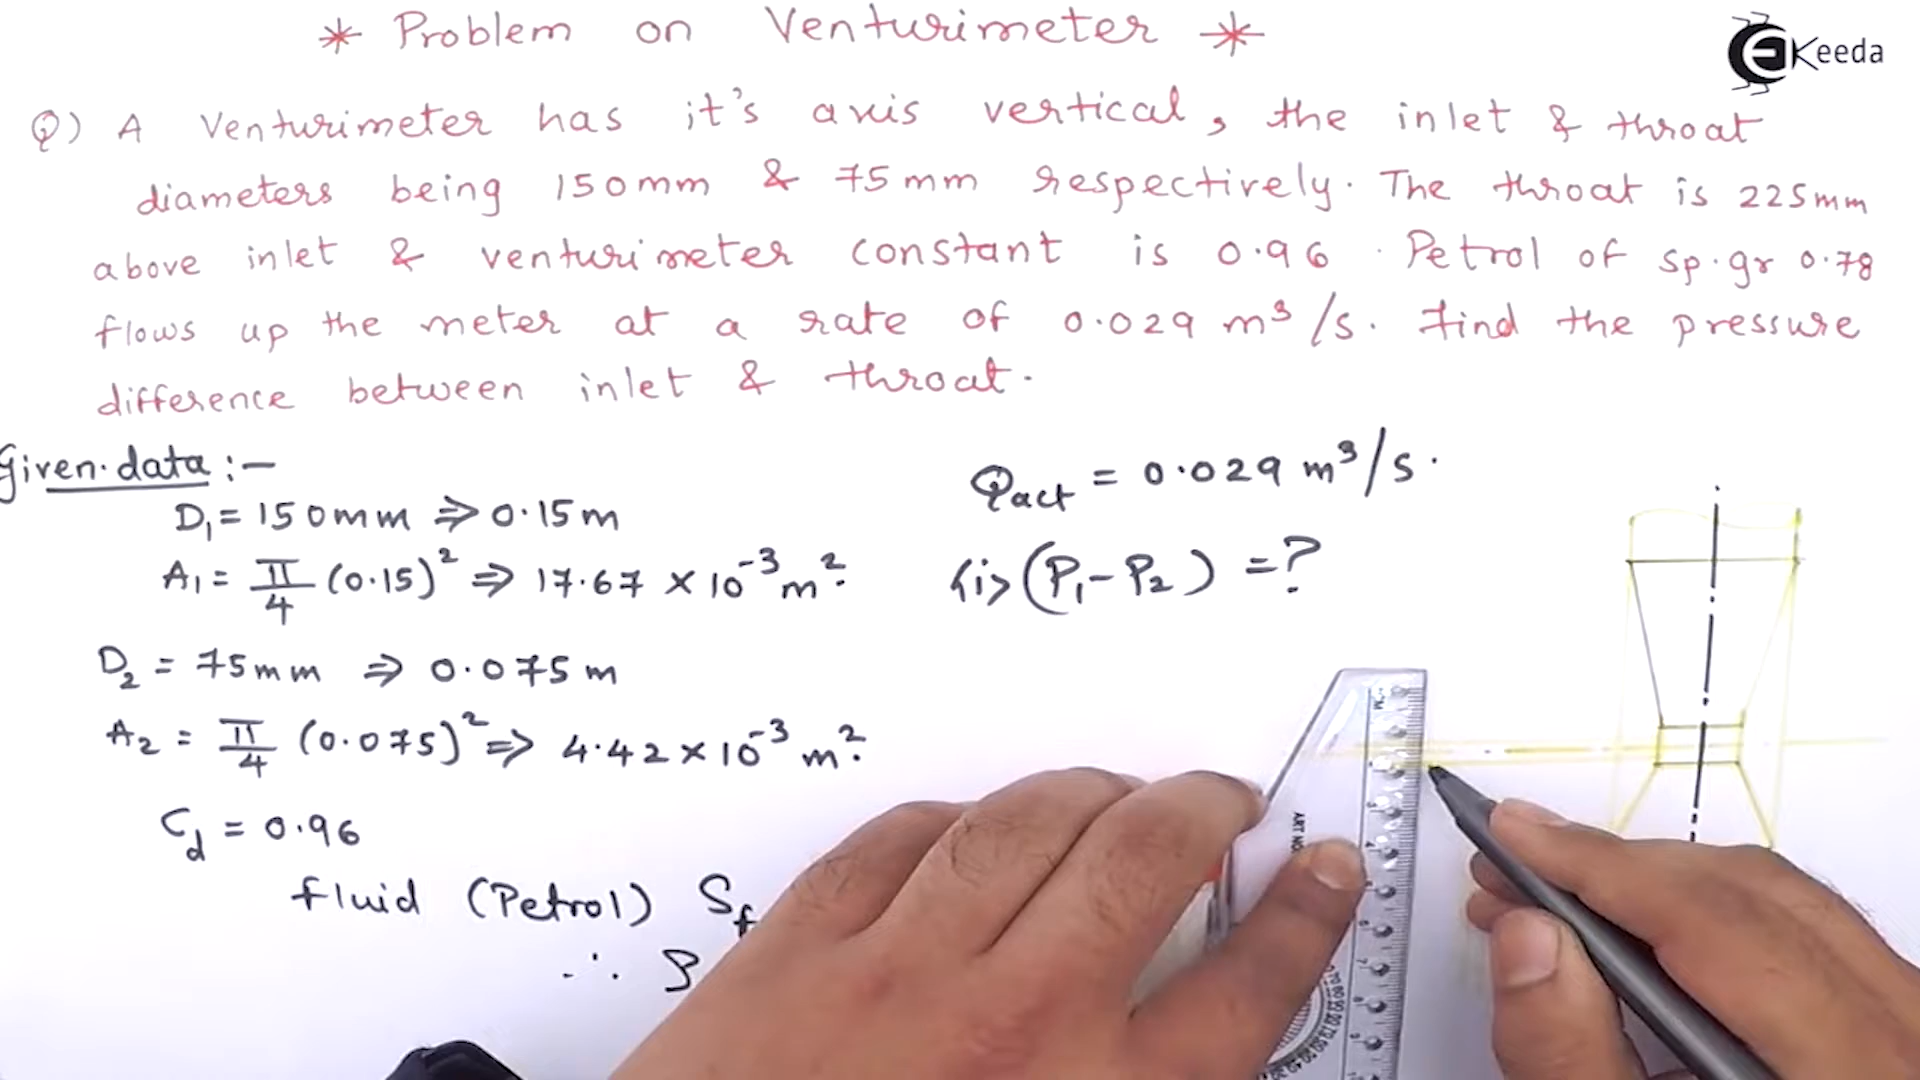 * Problem on Venturimeter *
Keeda
Q) A Venturimeter has it's axis vertical, the inlet & throat
diameters being 150mm & 75mm respectively. The throat is 225mm
above inlet & venturimeter constant is 0.96. Petrol of sp.gr 0.78
flows up the meter at a rate of 0.029 m³/s. find the pressure
difference between inlet & throat.
Given data :-
D₁ = 150mm ⇒ 0.15m
A₁ = π/4 (0.15)² ⇒ 17.67 × 10⁻³ m².
D₂ = 75mm ⇒ 0.075m
A₂ = π/4 (0.075)² ⇒ 4.42 × 10⁻³ m².
Cd = 0.96
fluid (Petrol) Sf
Qact = 0.029 m³/s.
<i> (P₁ - P₂) = ?
ART NO.